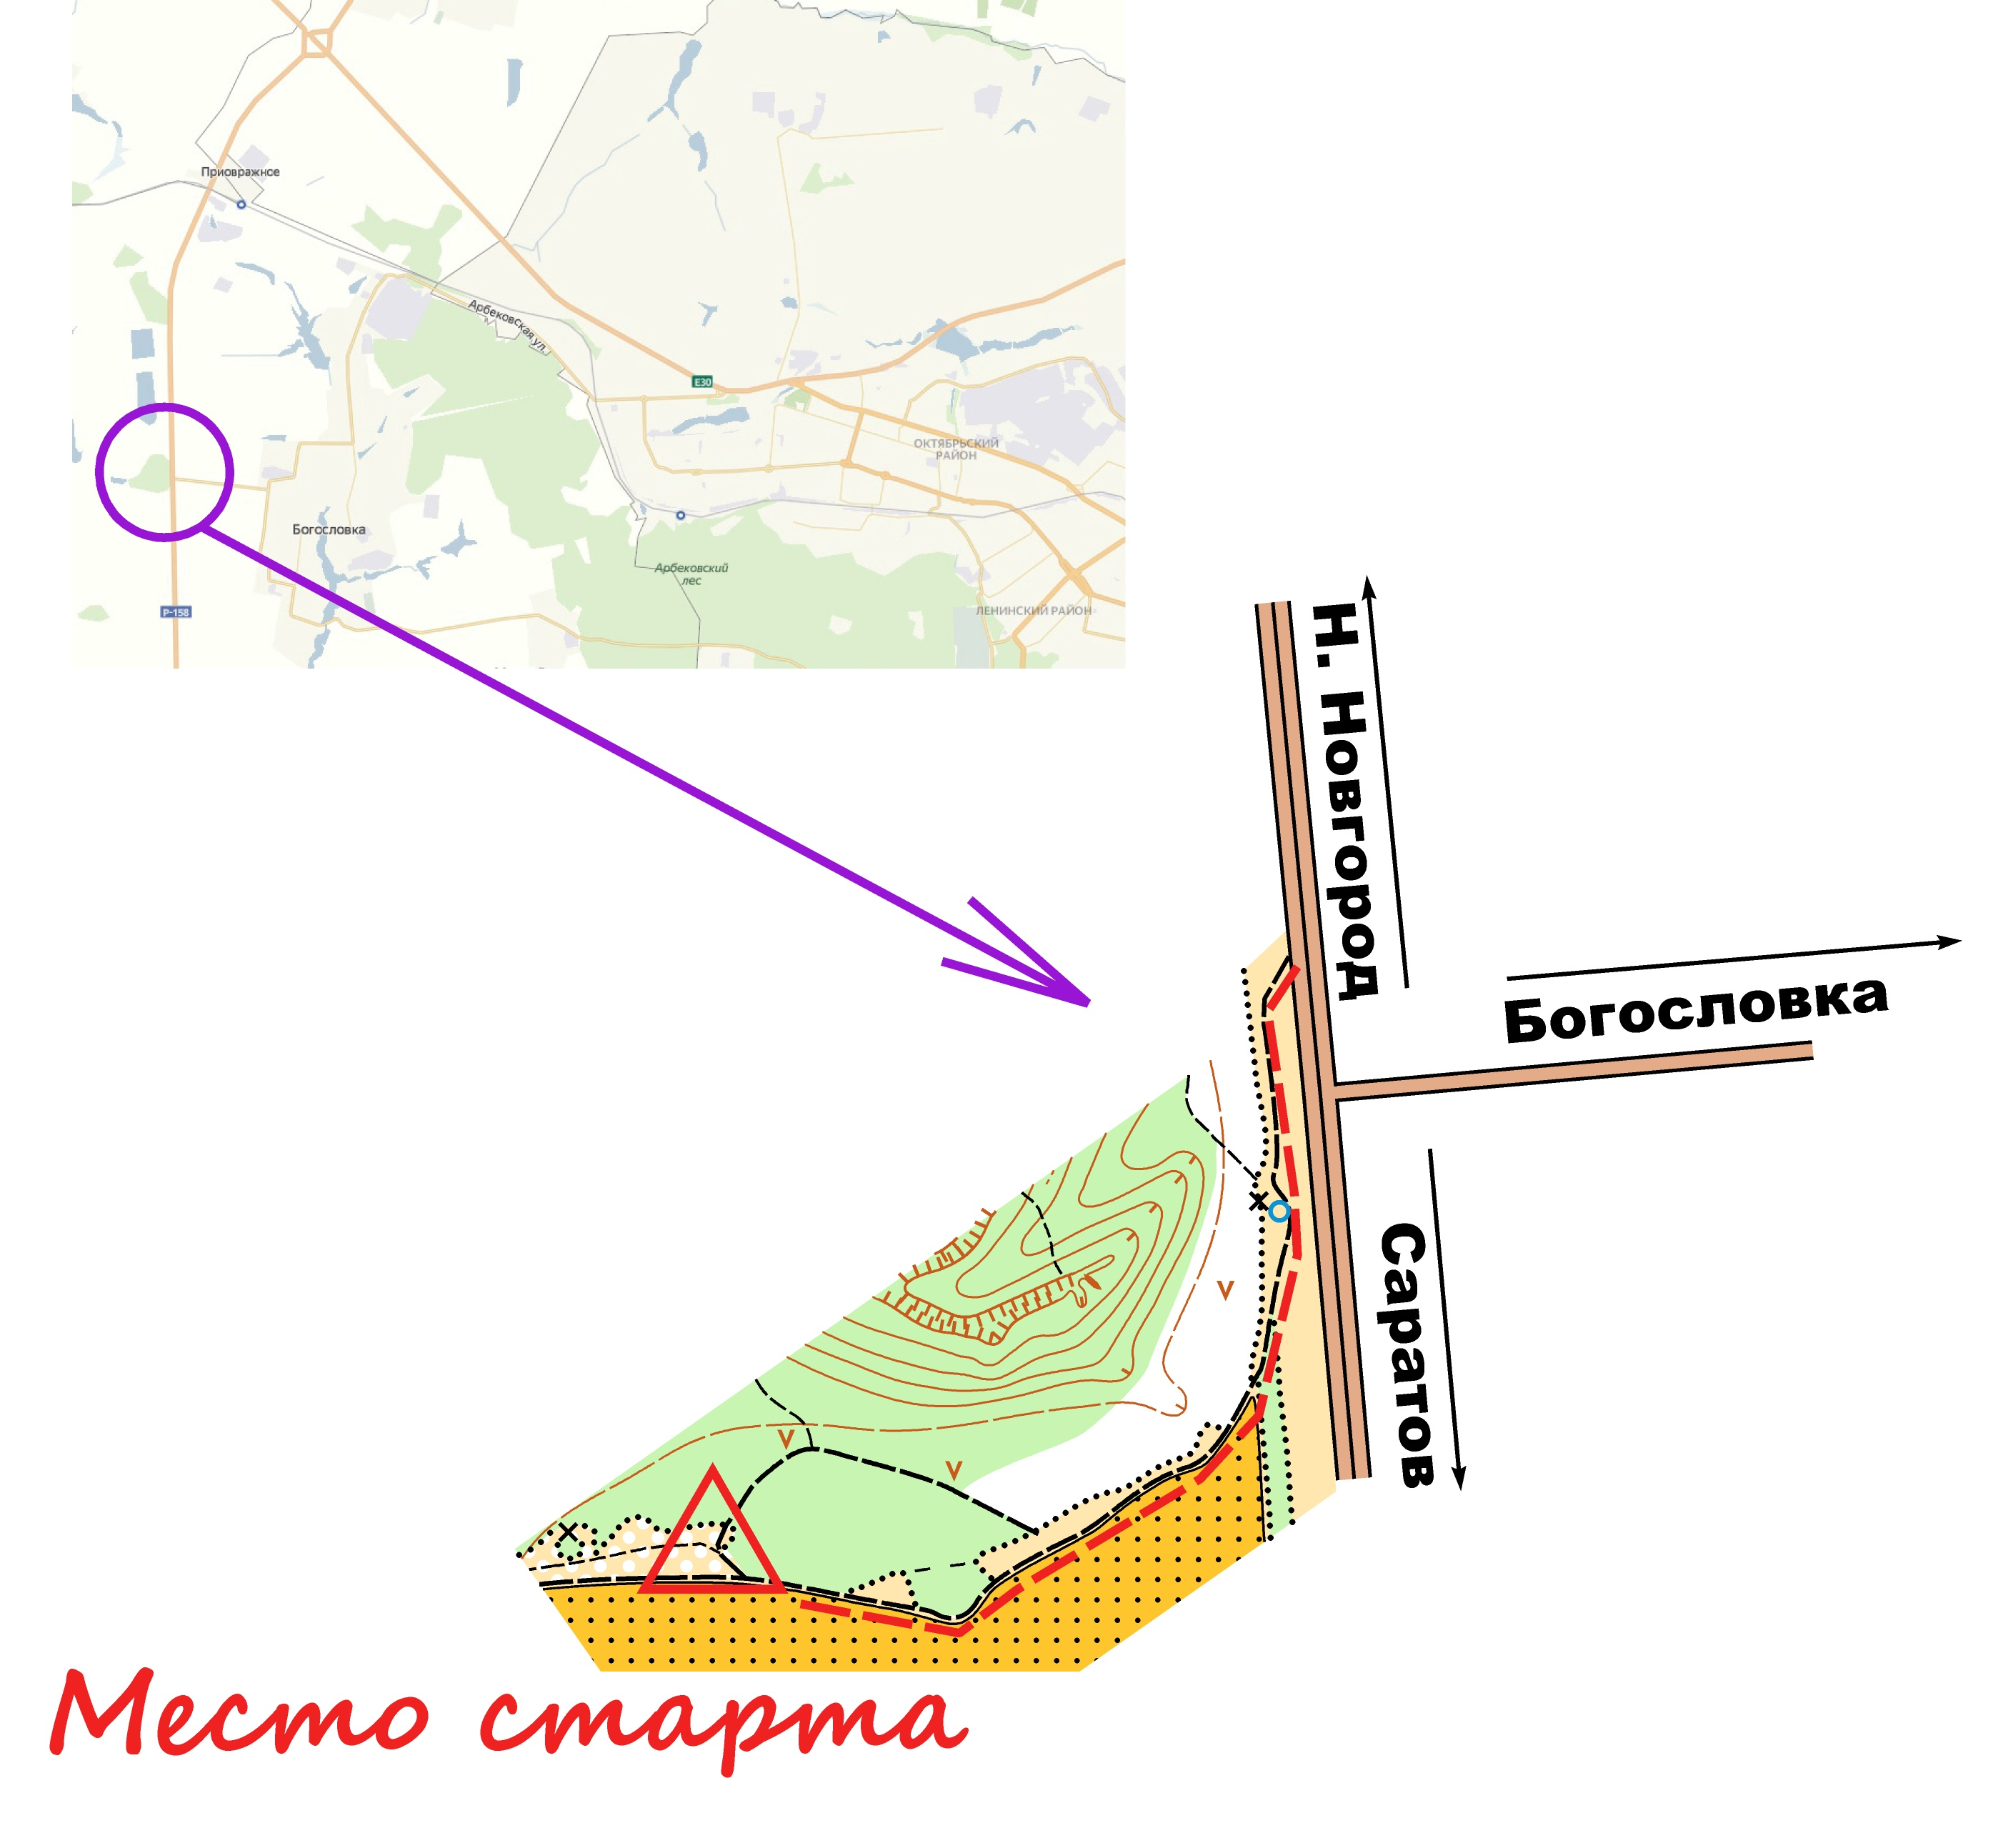 Приовражное
Арбековская ул.
E30
ОКТЯБРЬСКИЙ
РАЙОН
Богословка
Арбековский
лес
Р-158
ЛЕНИНСКИЙ РАЙОН
Н. Новгород
Богословка
Саратов
Место старта